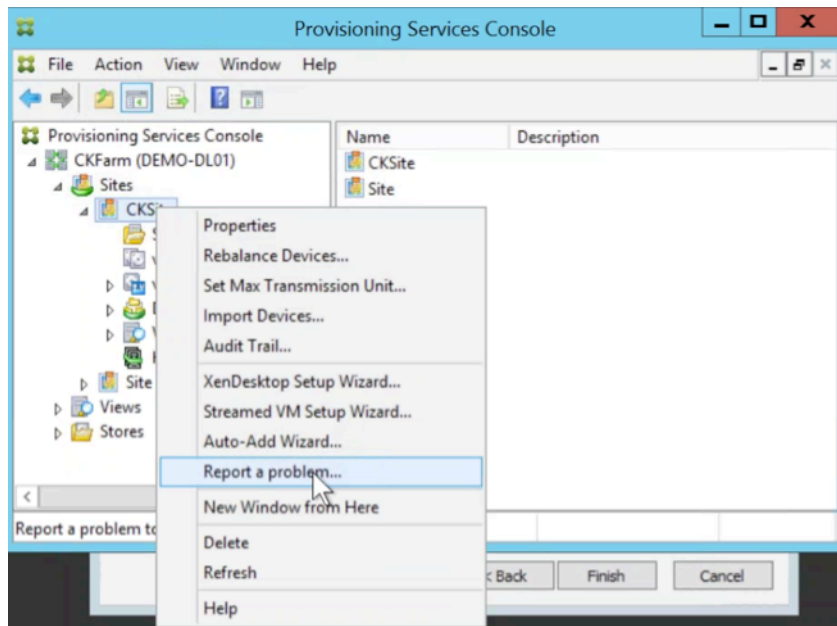 Provisioning Services Console
File Action View Window Help
Provisioning Services Console
CKFarm (DEMO-DL01)
Sites
Site
Views
Stores
Name Description
CKSite
Site
Properties
Rebalance Devices...
Set Max Transmission Unit...
Import Devices...
Audit Trail...
XenDesktop Setup Wizard...
Streamed VM Setup Wizard...
Auto-Add Wizard...
Report a problem...
New Window from Here
Delete
Refresh
Help
Report a problem
Back Finish Cancel